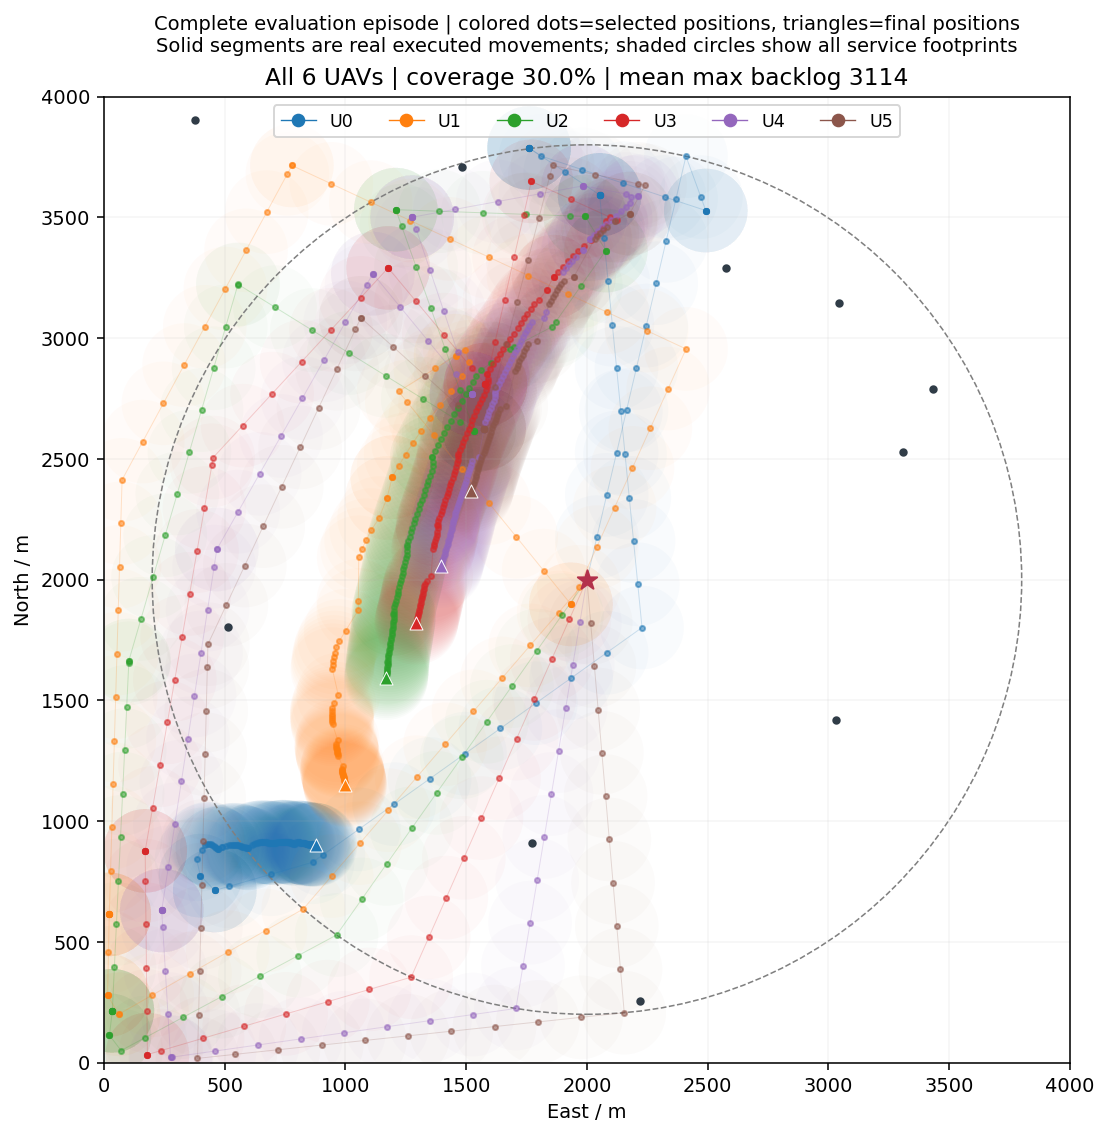 Complete evaluation episode | colored dots=selected positions, triangles=final positions
Solid segments are real executed movements; shaded circles show all service footprints
All 6 UAVs | coverage 30.0% | mean max backlog 3114
U0 U1 U2 U3 U4 U5
North / m
4000
3500
3000
2500
2000
1500
1000
500
0
0 500 1000 1500 2000 2500 3000 3500 4000
East / m